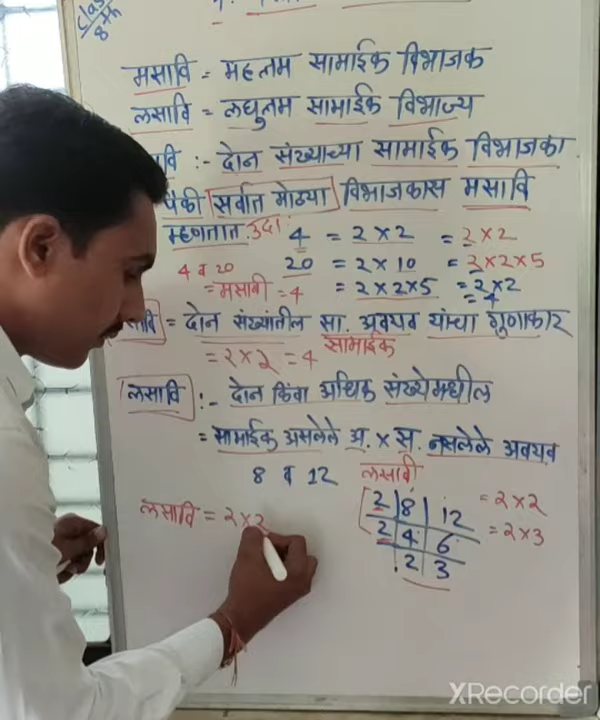 class
8th
मसावि = महत्तम सामाईक विभाजक
लसावि = लघुतम सामाईक विभाज्य
वि :- दोन संख्याच्या सामाईक विभाजका
पैकी सर्वात मोठ्या विभाजकास मसावि
म्हणतात उदा:
4 = 2 × 2 = 2 × 2
4 व 20 20 = 2 × 10 = 2 × 2 × 5
= मसावी = 4 = 2 × 2 × 5 = 2 × 2
= 4
सावि = दोन संख्यातील सा. अवयव यांचा गुणाकार
= 2 × 2 = 4 सामाईक
लसावि :- दोन किंवा अधिक संख्येमधील
= सामाईक असलेले अ. × स. नसलेले अवयव
8 व 12 लसावी
2 | 8 | 12 = 2 × 2
लसावि = 2 × 2
2 | 4 | 6 = 2 × 3
2 3
XRecorder